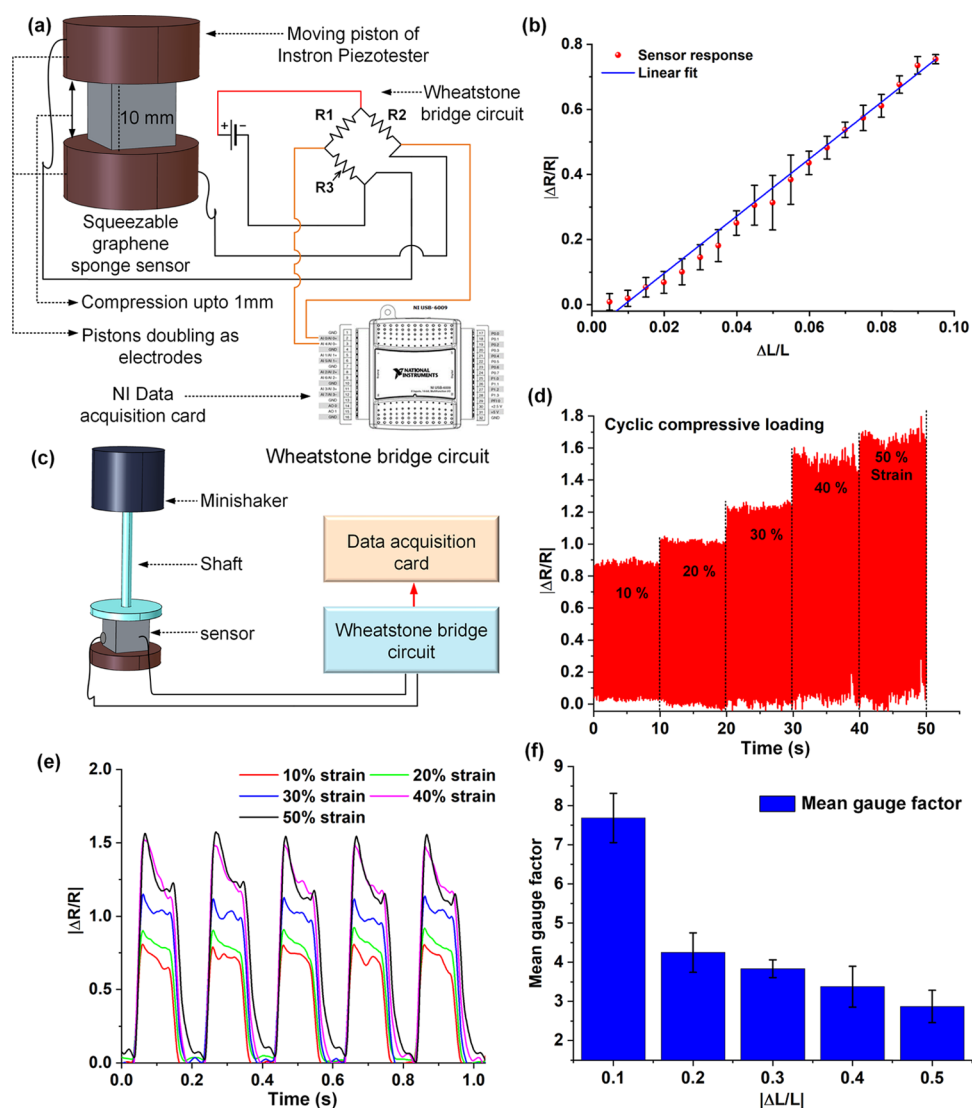 (a)
Moving piston of
Instron Piezotester
Wheatstone
bridge circuit
10 mm
R1
R2
R3
+
−
Squeezable
graphene
sponge sensor
Compression upto 1mm
Pistons doubling as
electrodes
NI Data
acquisition card
NI USB-6009
NATIONAL
INSTRUMENTS
Wheatstone bridge circuit
(b)
Sensor response
Linear fit
|ΔR/R|
0.8
0.6
0.4
0.2
0.0
0.00 0.02 0.04 0.06 0.08 0.10
ΔL/L
(c)
Minishaker
Shaft
sensor
Data acquisition
card
Wheatstone bridge
circuit
(d)
Cyclic compressive loading
|ΔR/R|
1.8
1.6
1.4
1.2
1.0
0.8
0.6
0.4
0.2
0.0
10 %
20 %
30 %
40 %
50 %
Strain
0 10 20 30 40 50
Time (s)
(e)
10% strain
20% strain
30% strain
40% strain
50% strain
|ΔR/R|
2.0
1.5
1.0
0.5
0.0
0.0 0.2 0.4 0.6 0.8 1.0
Time (s)
(f)
Mean gauge factor
Mean gauge factor
8
7
6
5
4
3
2
0.1 0.2 0.3 0.4 0.5
|ΔL/L|